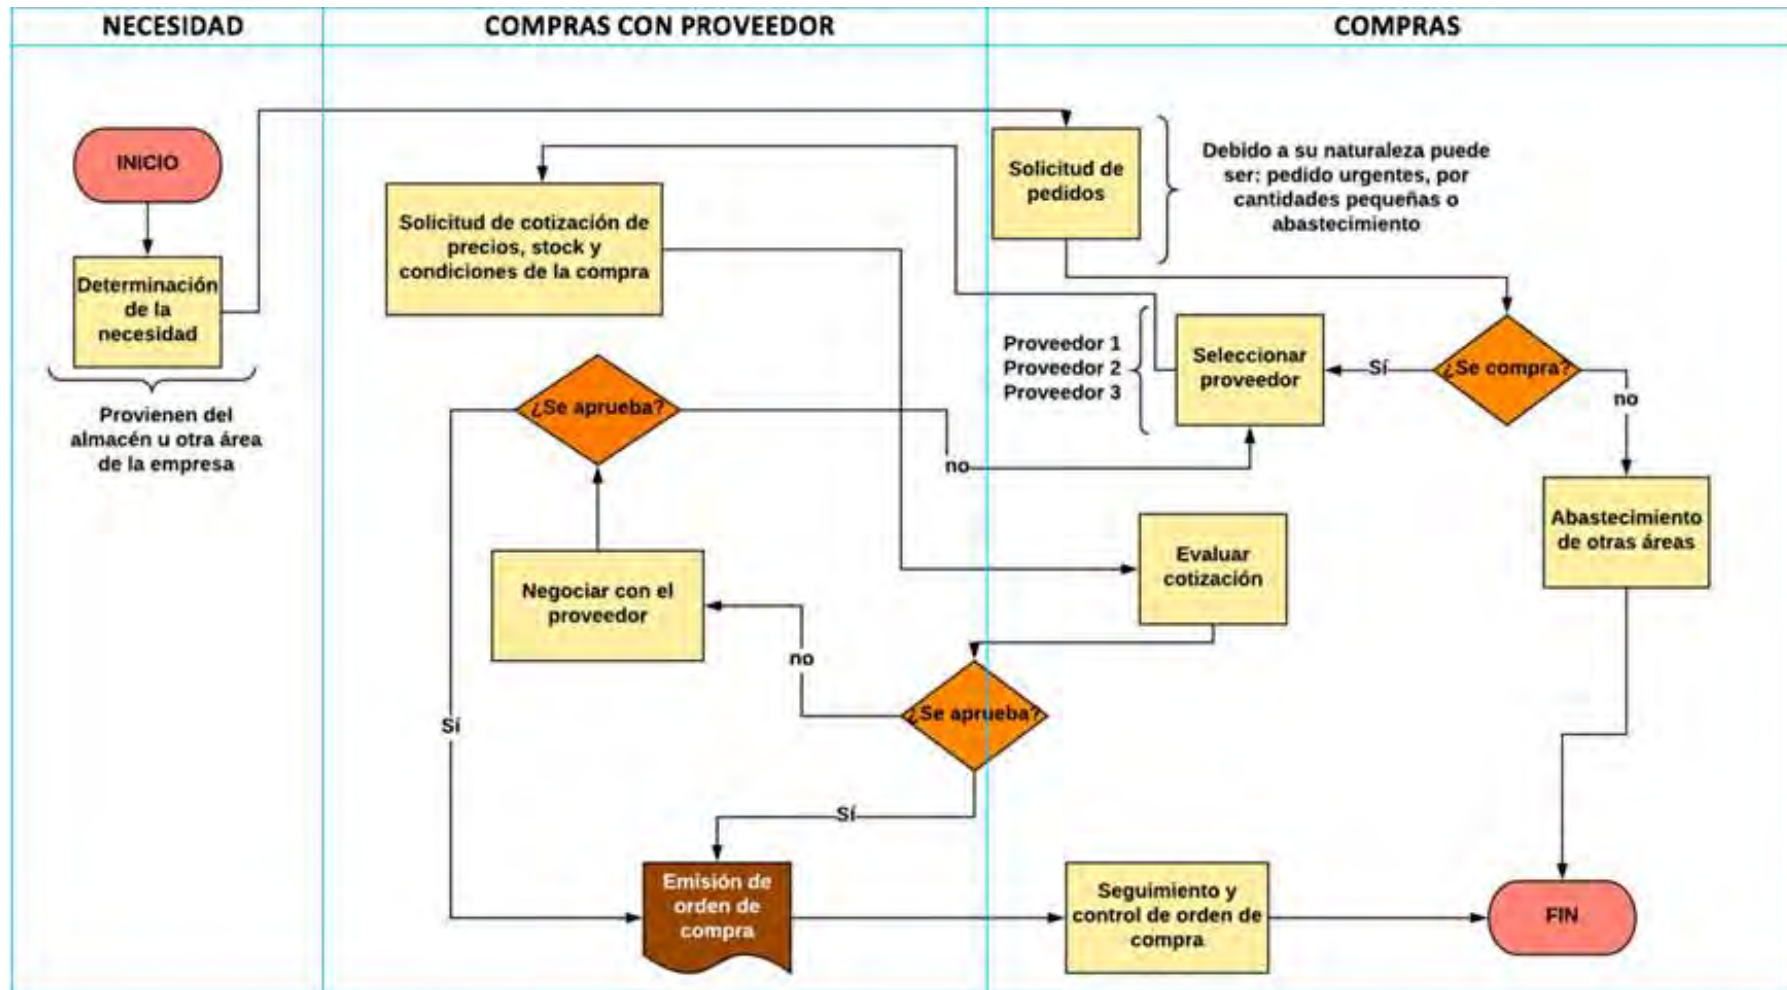 NECESIDAD
COMPRAS CON PROVEEDOR
COMPRAS
INICIO
Determinación
de la
necesidad
Provienen del
almacén u otra área
de la empresa
Solicitud de
pedidos
Debido a su naturaleza puede
ser: pedido urgentes, por
cantidades pequeñas o
abastecimiento
¿Se compra?
Sí
no
Seleccionar
proveedor
Proveedor 1
Proveedor 2
Proveedor 3
Abastecimiento
de otras áreas
Solicitud de cotización de
precios, stock y
condiciones de la compra
Evaluar
cotización
¿Se aprueba?
no
Sí
Negociar con el
proveedor
¿Se aprueba?
no
Sí
Emisión de
orden de
compra
Seguimiento y
control de orden de
compra
FIN